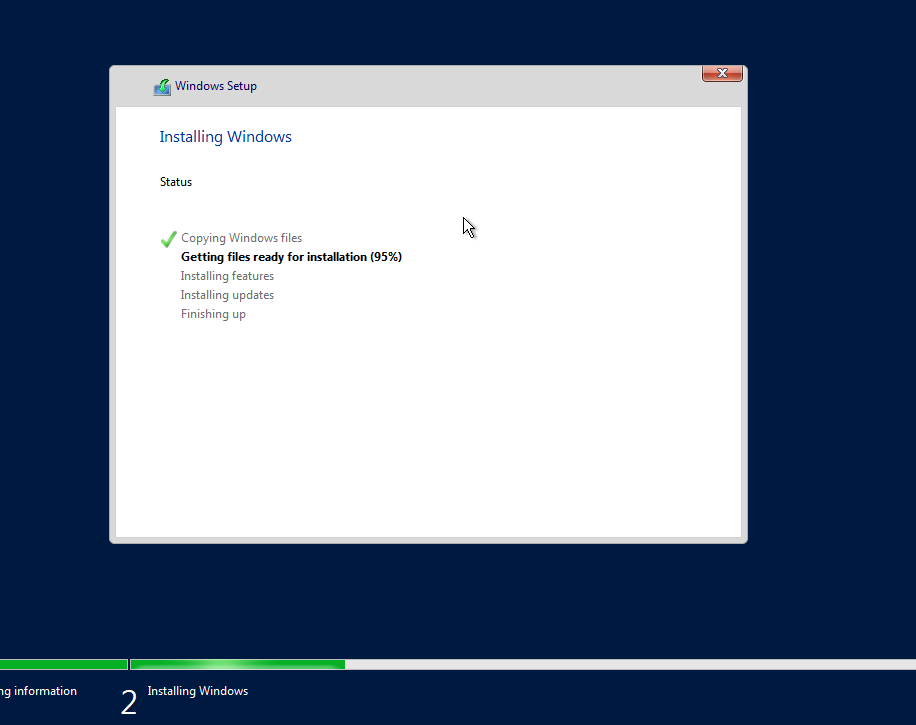 Windows Setup
Installing Windows
Status
Copying Windows files
Getting files ready for installation (95%)
Installing features
Installing updates
Finishing up
ng information
2 Installing Windows